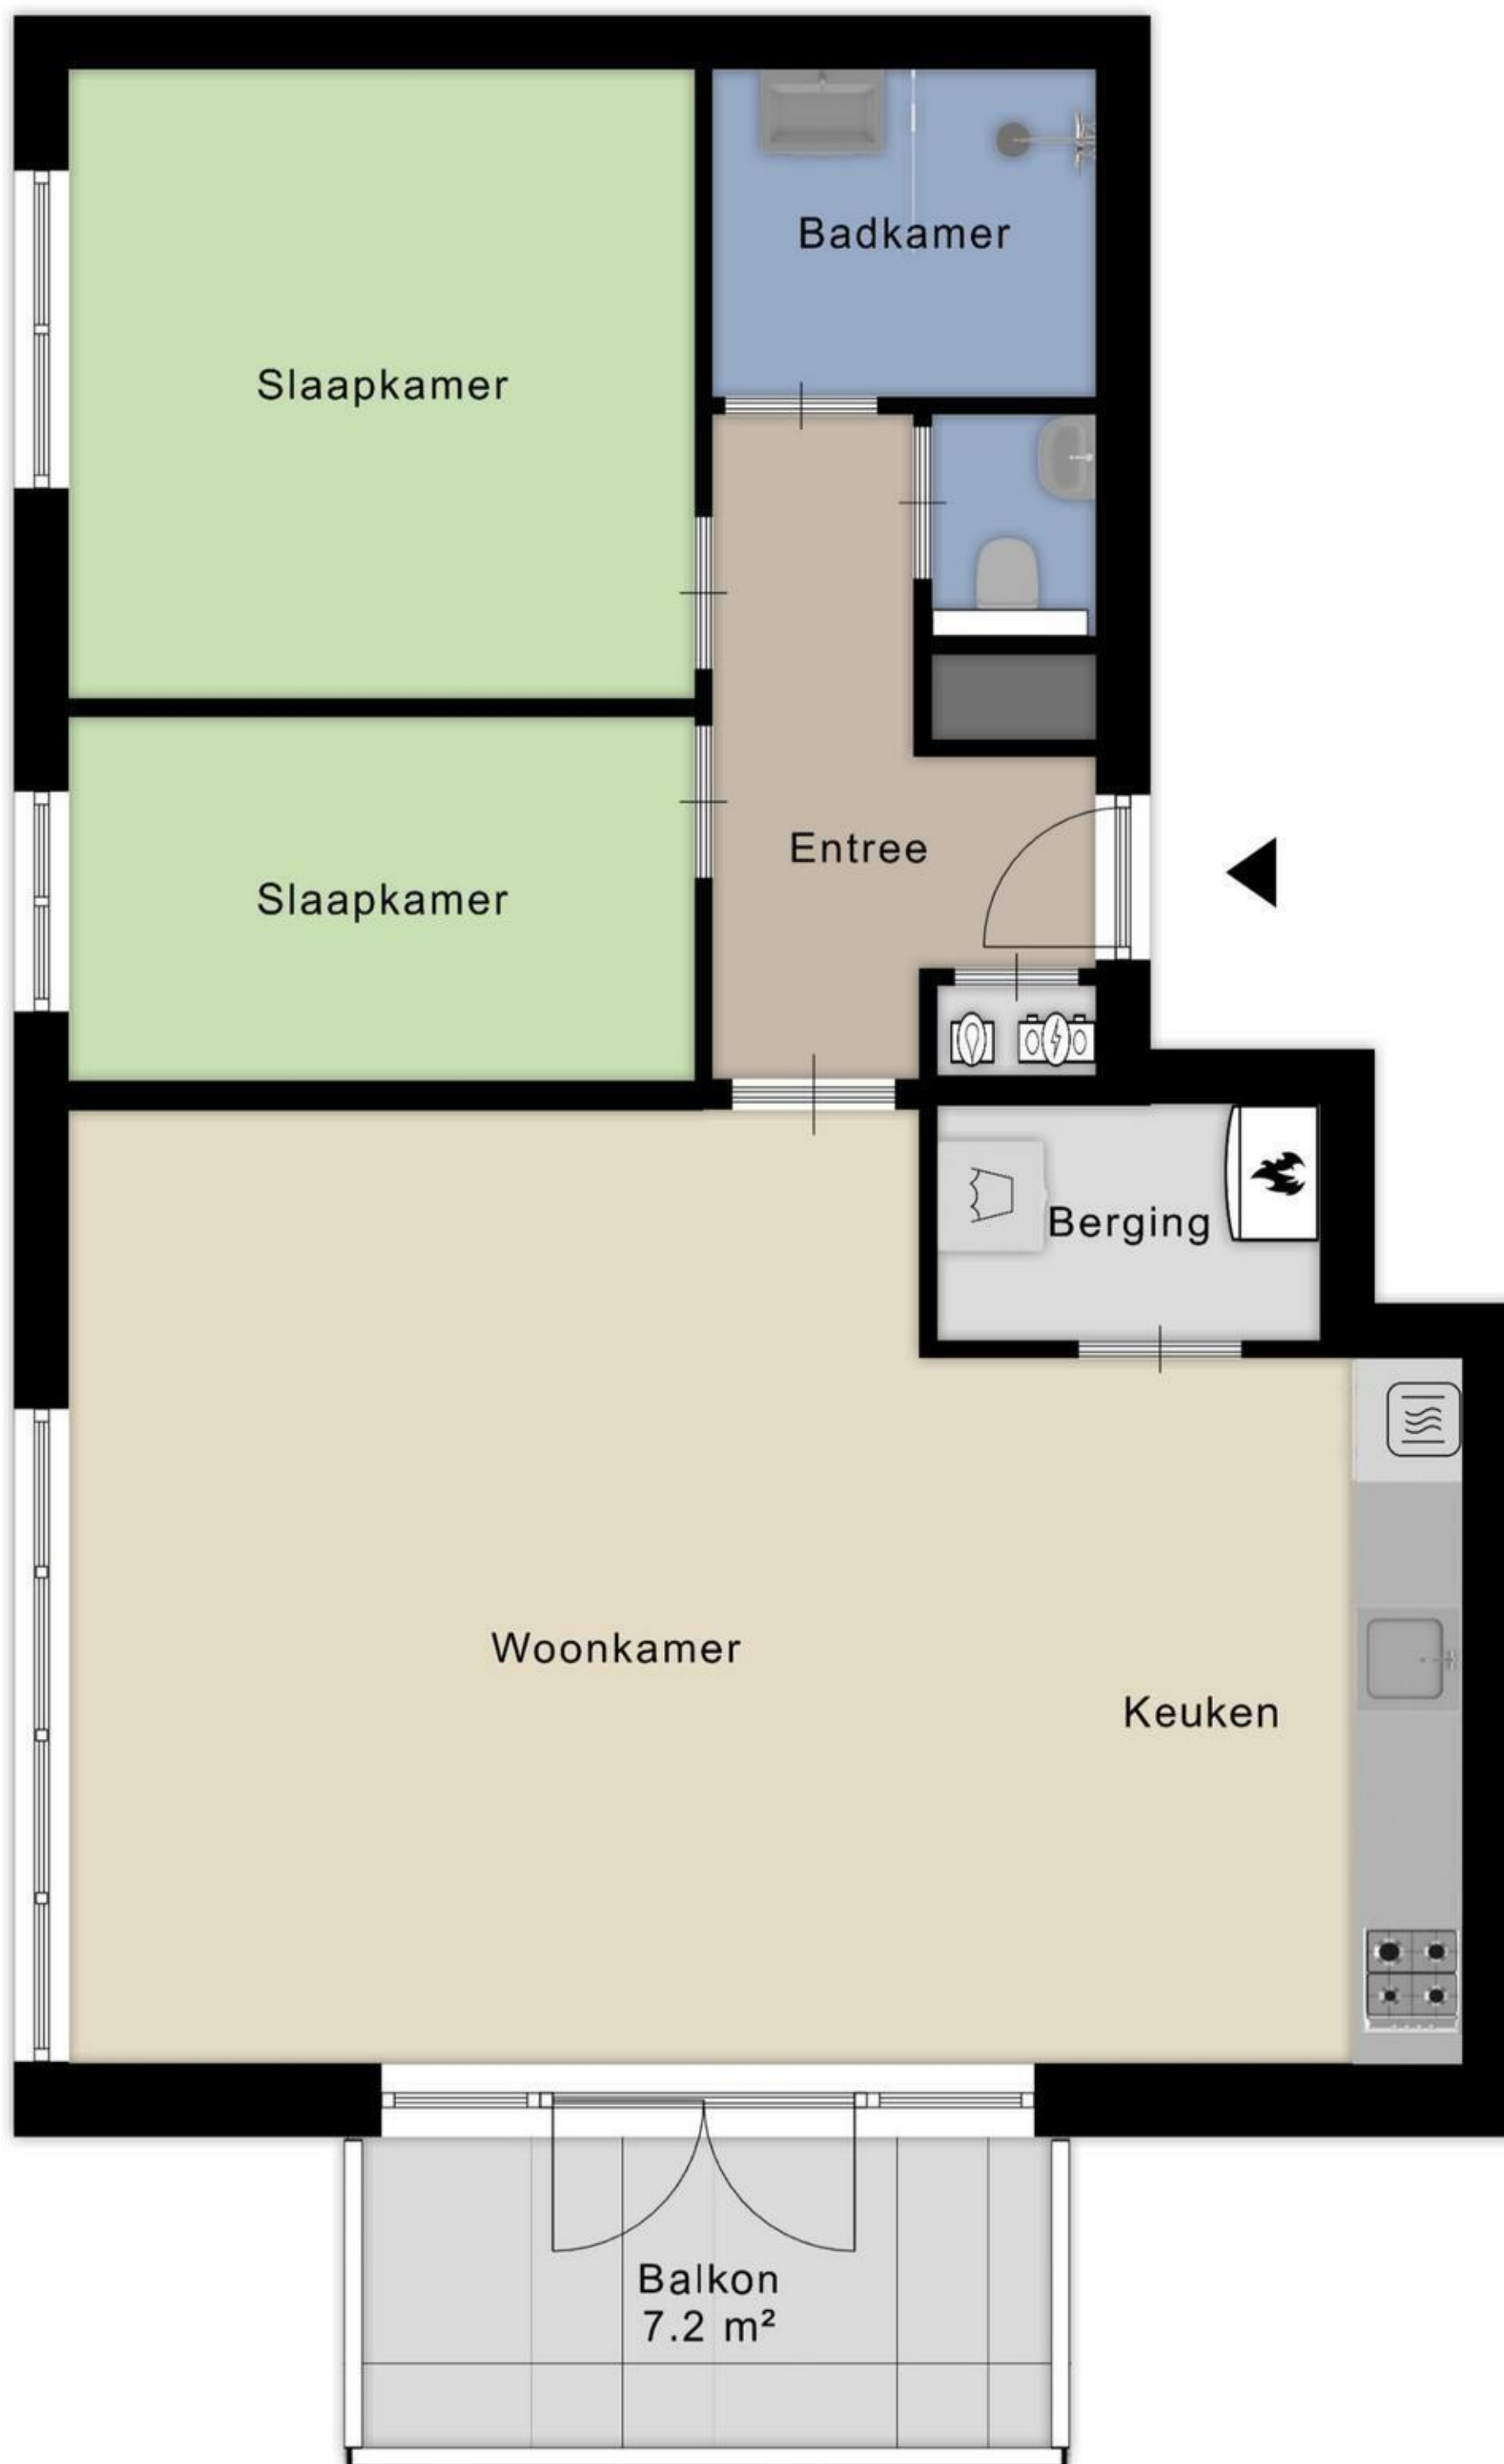 Badkamer
Slaapkamer
Entree
Slaapkamer
Berging
Woonkamer
Keuken
Balkon
7.2 m²